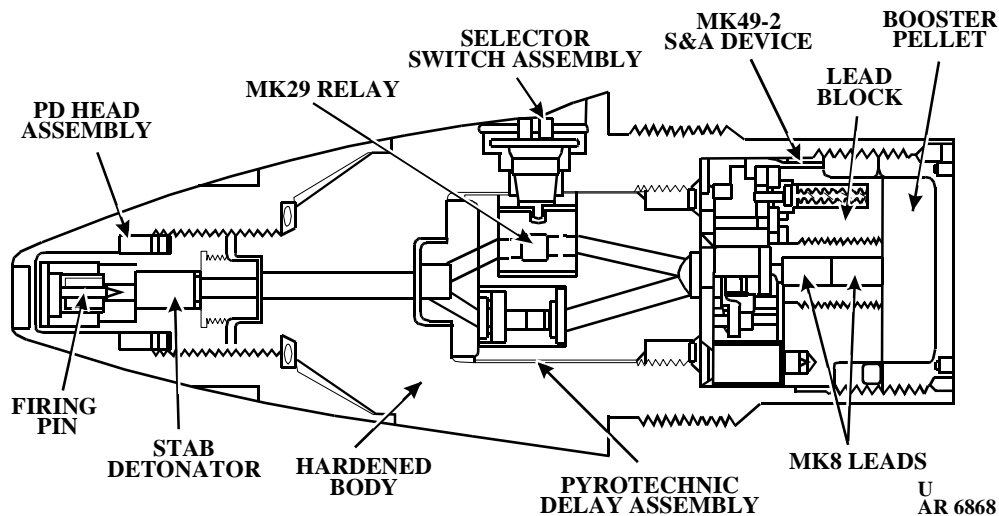 MK49-2
S&A DEVICE
BOOSTER
PELLET
SELECTOR
SWITCH ASSEMBLY
LEAD
BLOCK
MK29 RELAY
PD HEAD
ASSEMBLY
FIRING
PIN
STAB
DETONATOR
HARDENED
BODY
PYROTECHNIC
DELAY ASSEMBLY
MK8 LEADS
U
AR 6868